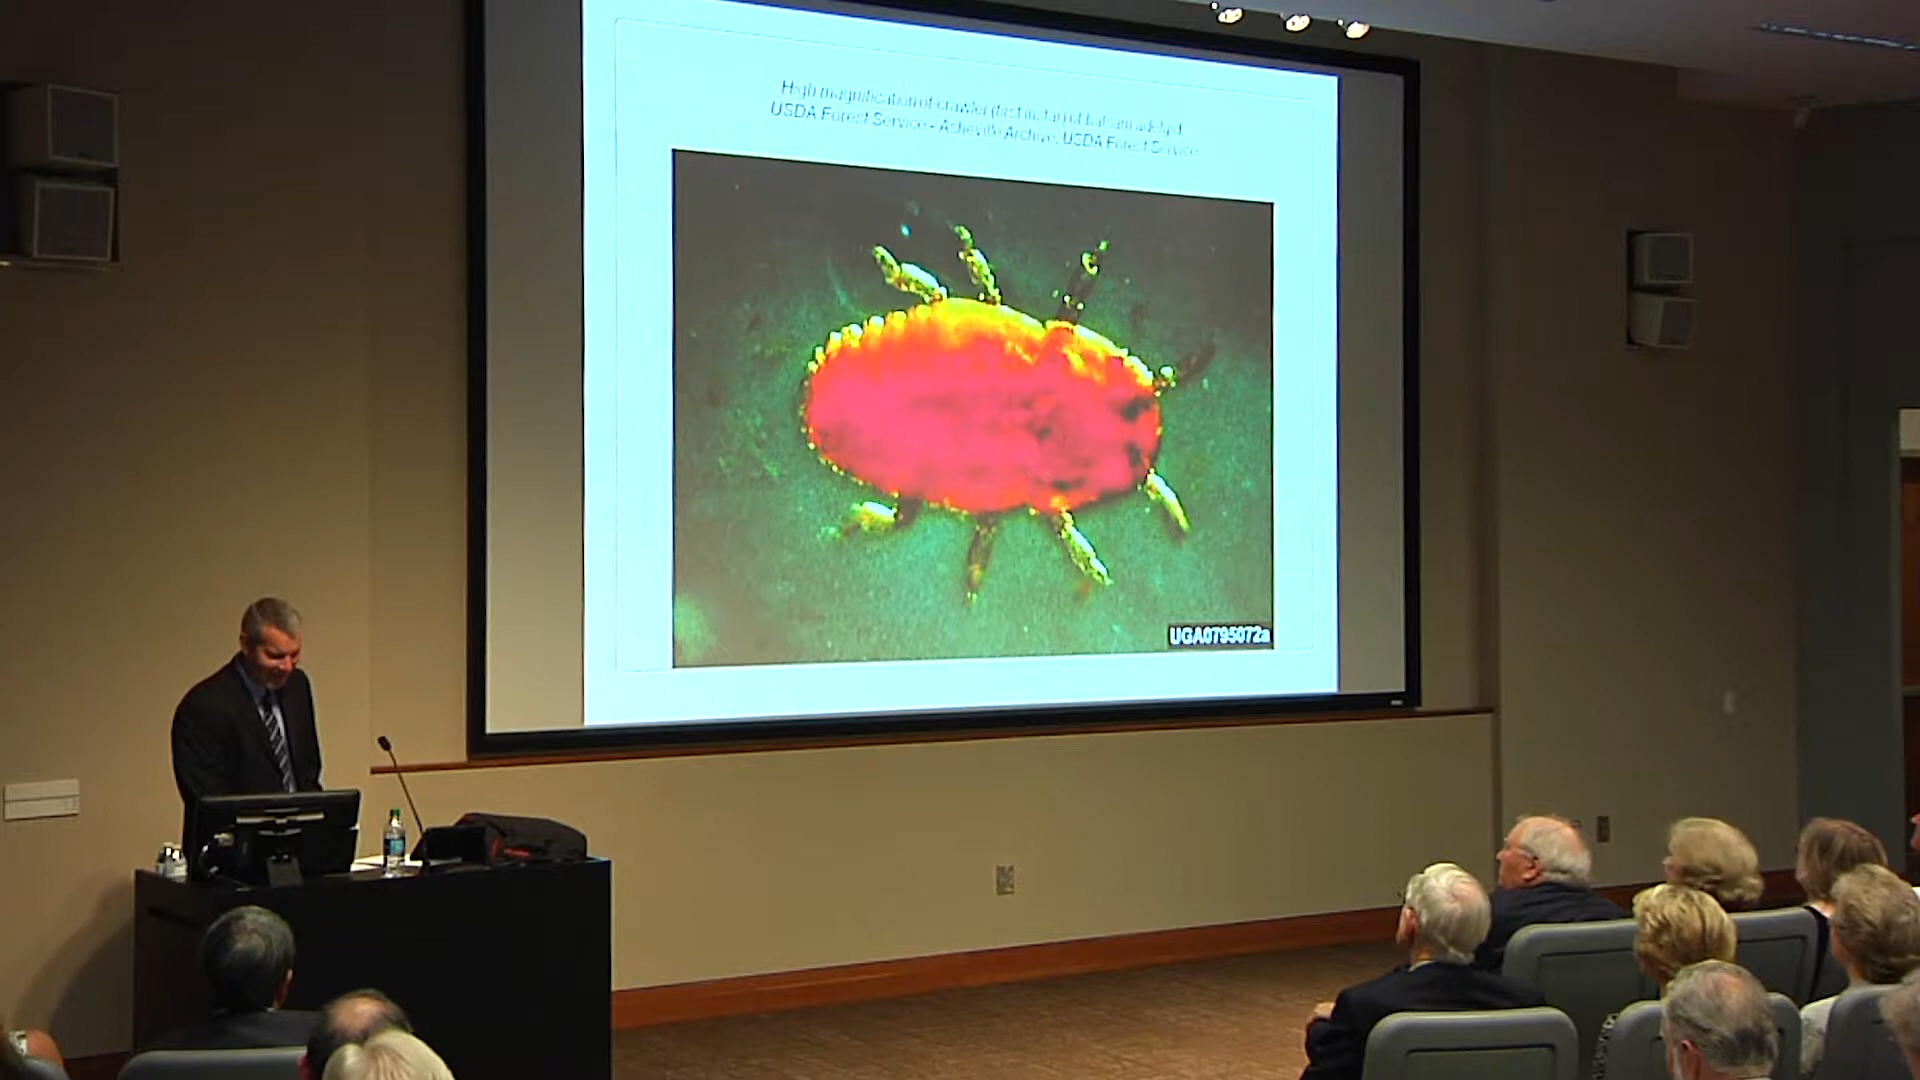 High magnification of crawler (first instar) of balsam adelgid.
USDA Forest Service - Asheville Archive, USDA Forest Service
UGA0795072a